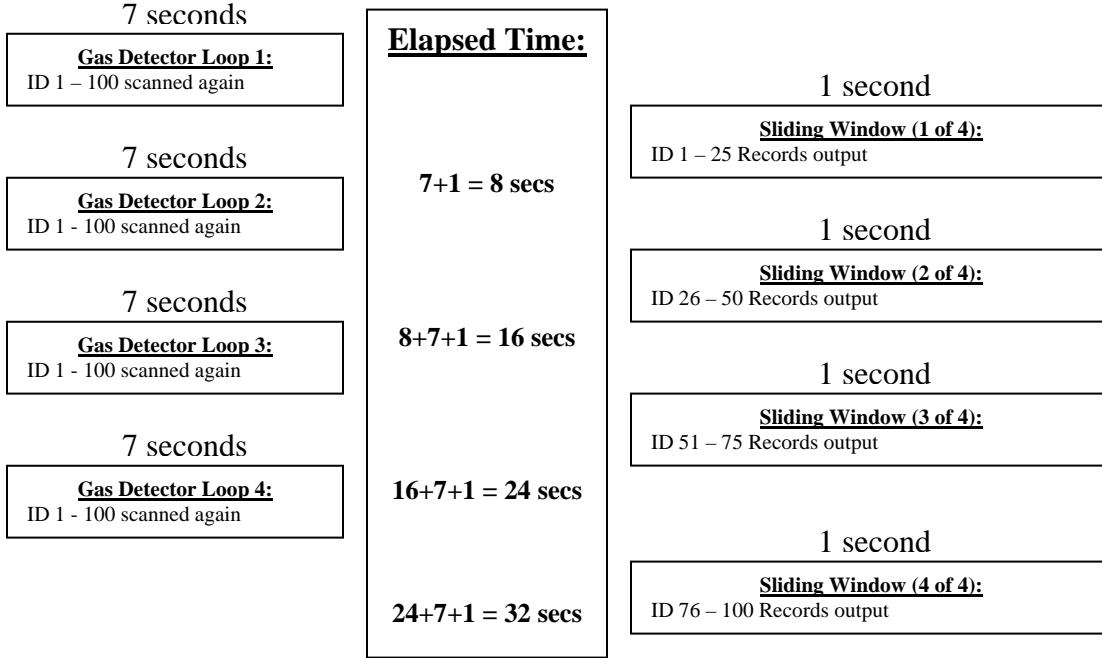 7 seconds
Gas Detector Loop 1:
ID 1 – 100 scanned again
7 seconds
Gas Detector Loop 2:
ID 1 - 100 scanned again
7 seconds
Gas Detector Loop 3:
ID 1 - 100 scanned again
7 seconds
Gas Detector Loop 4:
ID 1 - 100 scanned again
Elapsed Time:
7+1 = 8 secs
8+7+1 = 16 secs
16+7+1 = 24 secs
24+7+1 = 32 secs
1 second
Sliding Window (1 of 4):
ID 1 – 25 Records output
1 second
Sliding Window (2 of 4):
ID 26 – 50 Records output
1 second
Sliding Window (3 of 4):
ID 51 – 75 Records output
1 second
Sliding Window (4 of 4):
ID 76 – 100 Records output